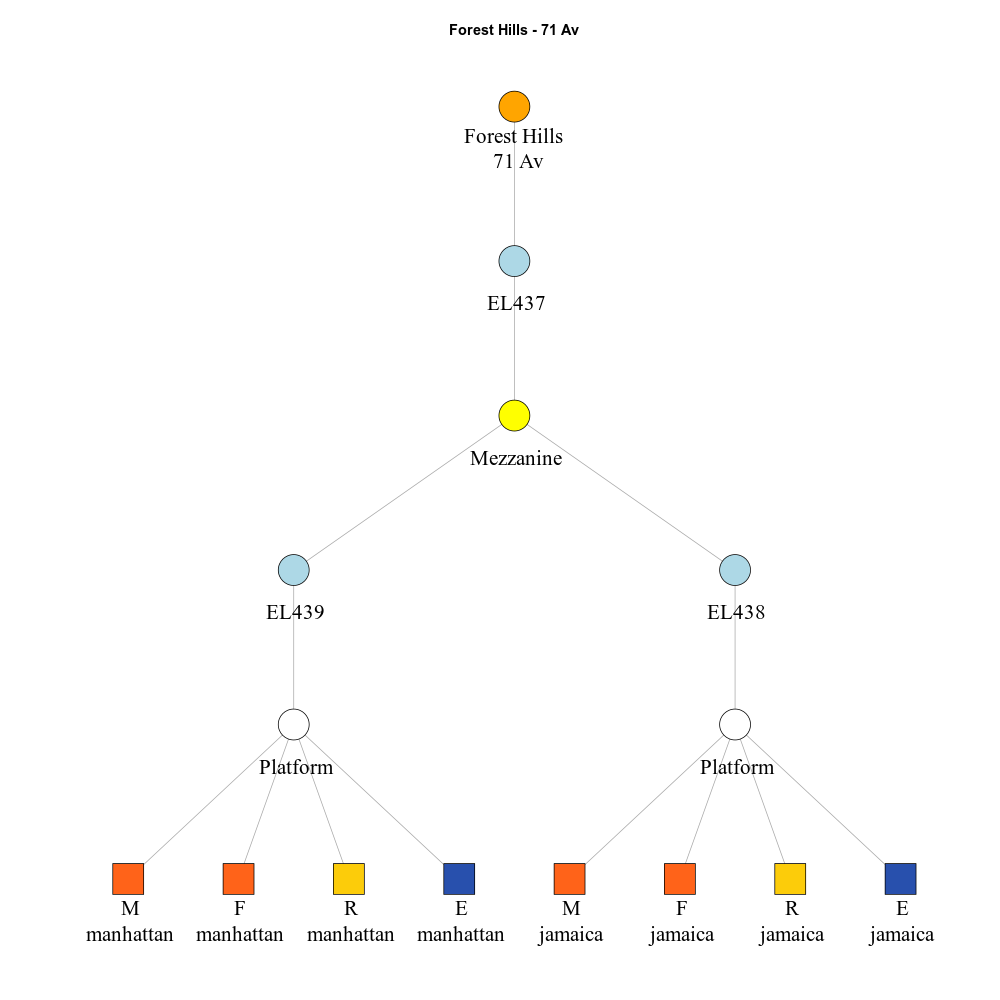 Forest Hills - 71 Av
Forest Hills
71 Av
EL437
Mezzanine
EL439
EL438
Platform
Platform
M
manhattan
F
manhattan
R
manhattan
E
manhattan
M
jamaica
F
jamaica
R
jamaica
E
jamaica